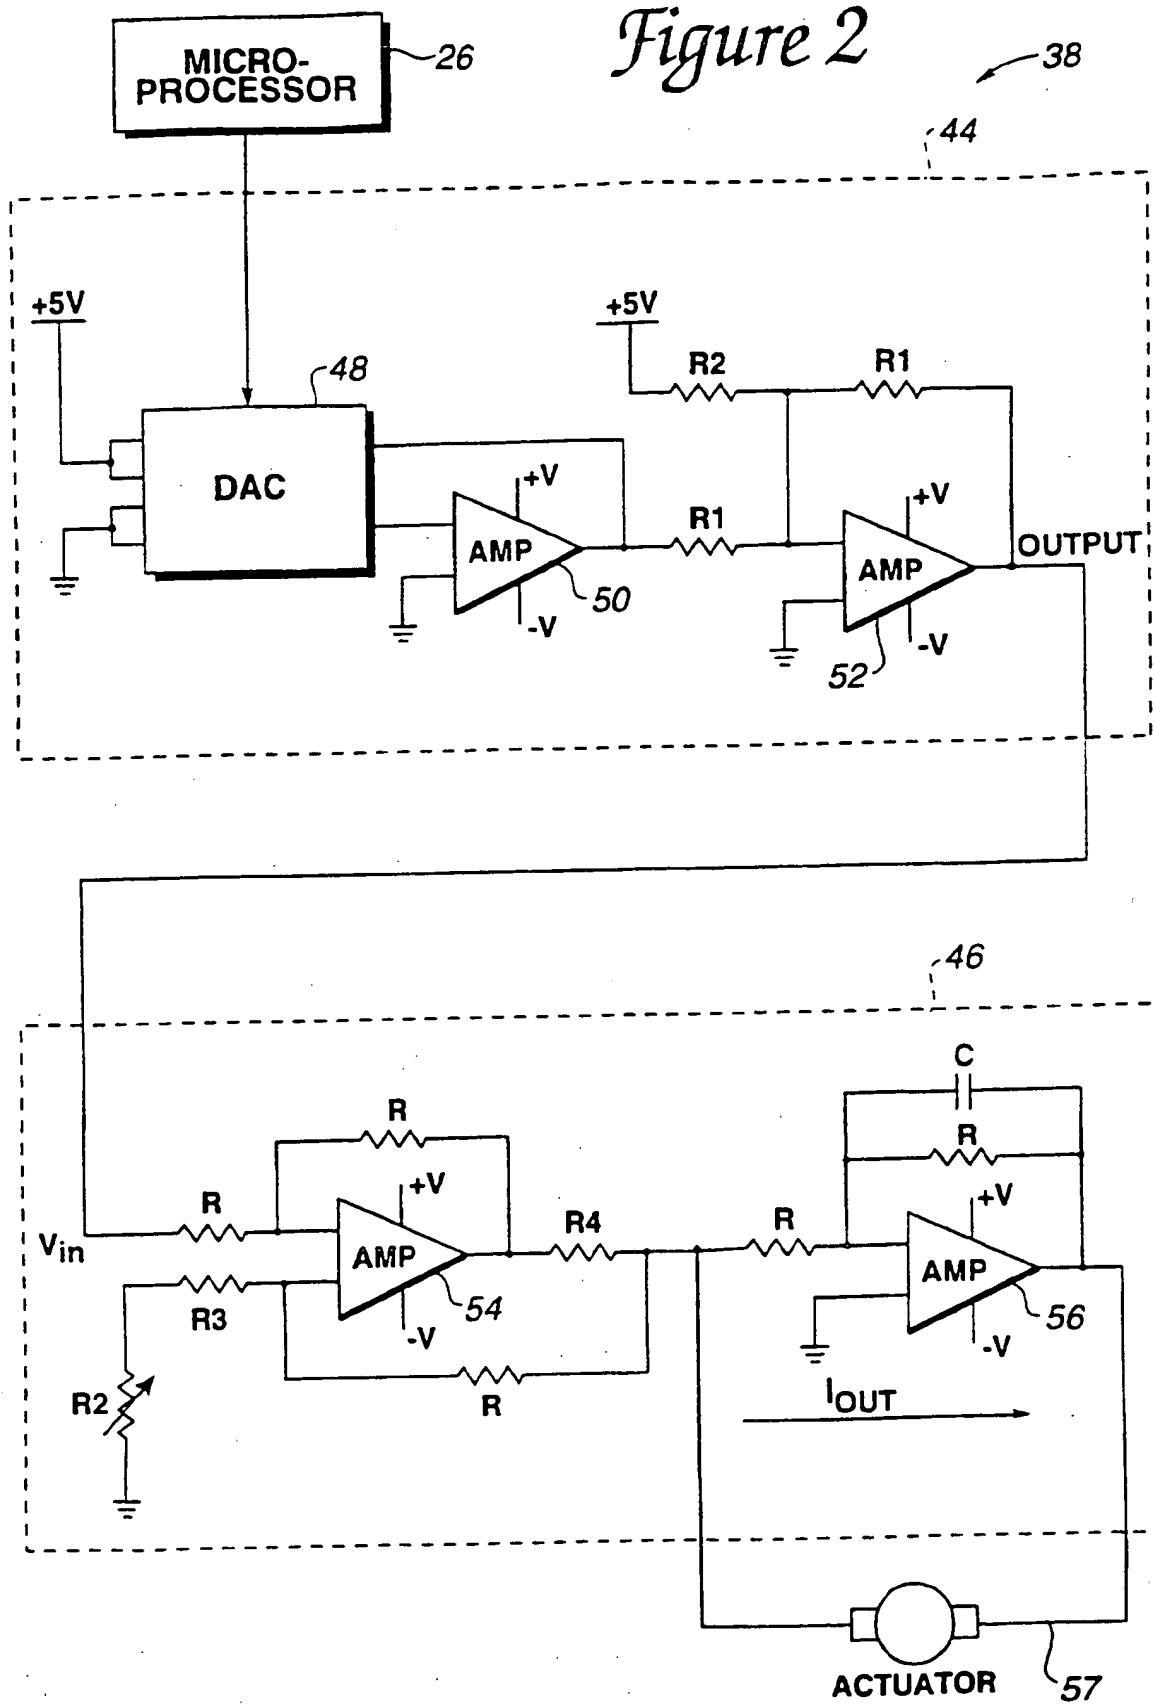 Figure 2
MICRO-
PROCESSOR
26
38
44
+5V
+5V
R2
R1
48
DAC
+V
AMP
50
-V
R1
+V
AMP
OUTPUT
52
-V
46
C
R
R
+V
+V
R
R4
R
Vin
AMP
AMP
R3
54
56
-V
-V
R2
R
IOUT
ACTUATOR
57